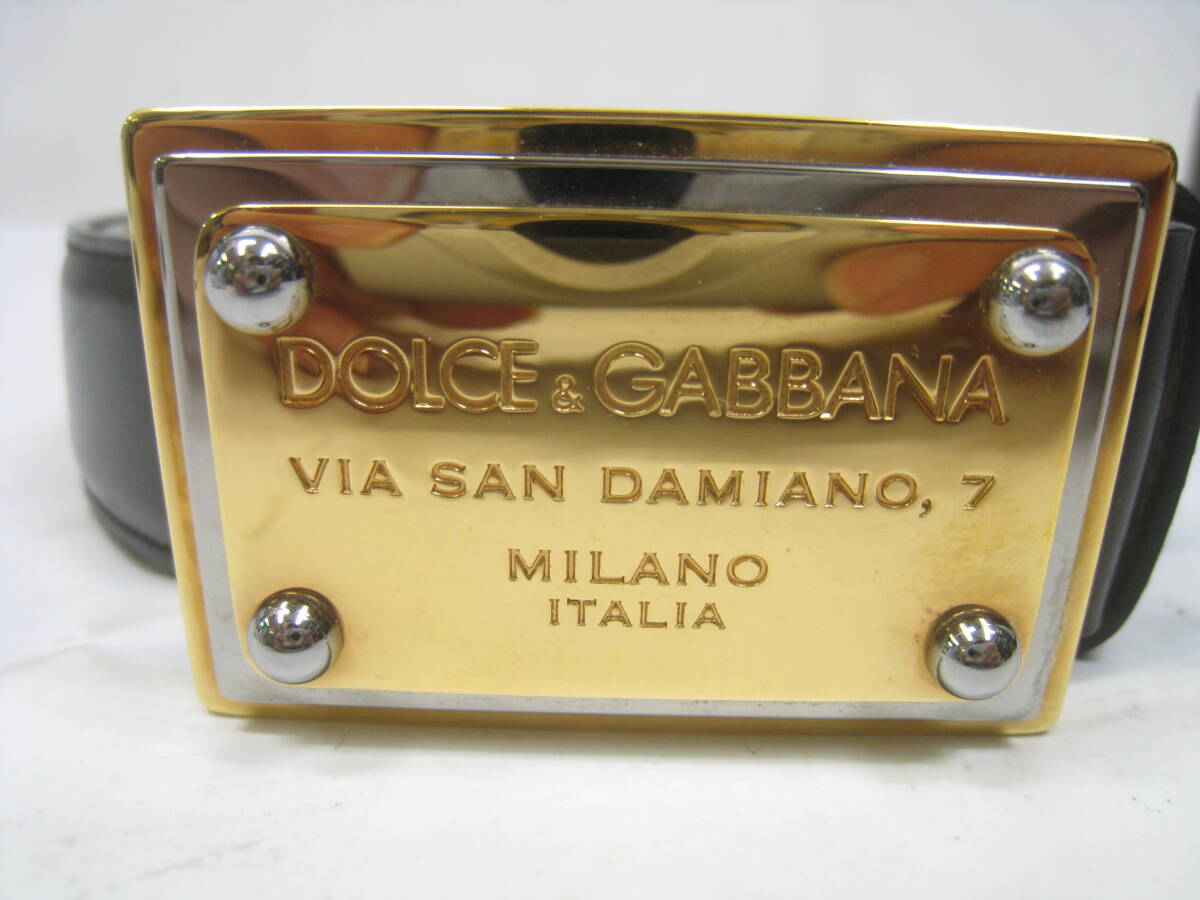 DOLCE & GABBANA
VIA SAN DAMIANO, 7
MILANO
ITALIA